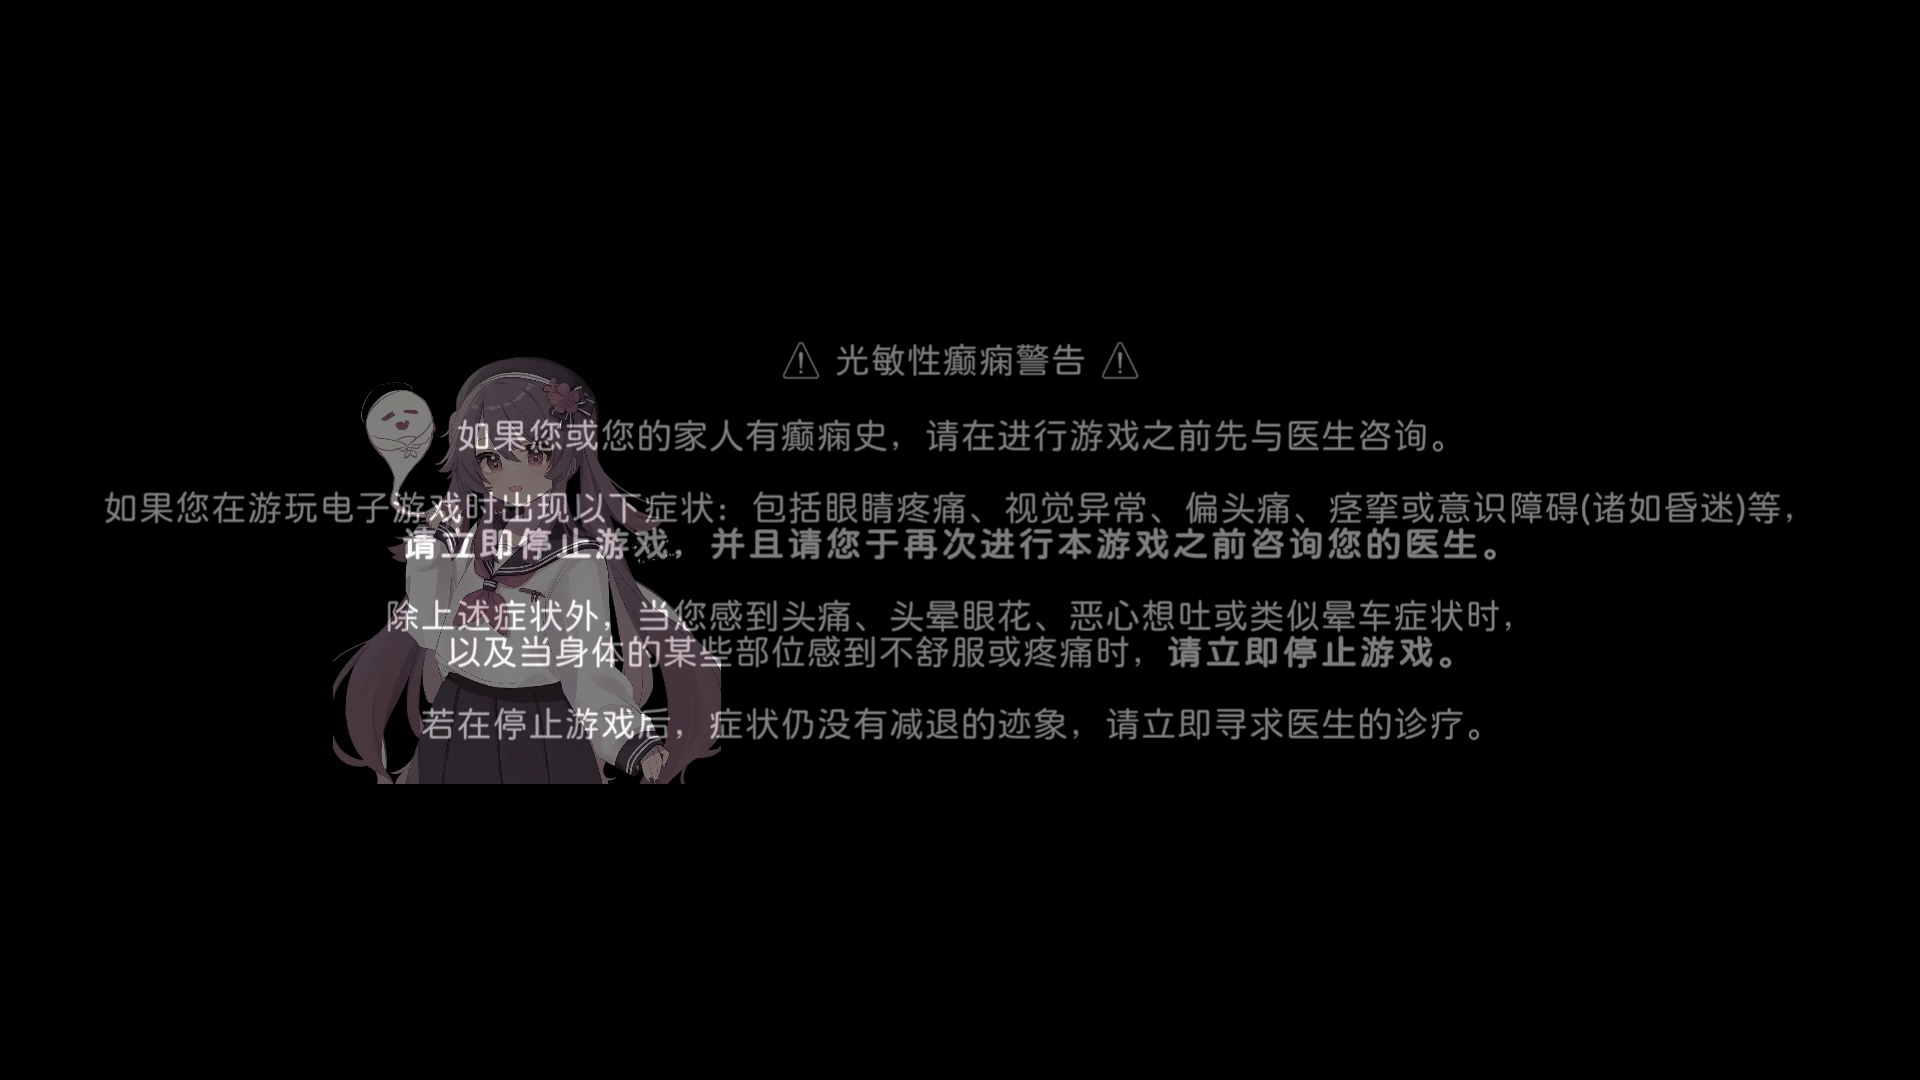 ⚠ 光敏性癫痫警告 ⚠
如果您或您的家人有癫痫史，请在进行游戏之前先与医生咨询。
如果您在游玩电子游戏时出现以下症状：包括眼睛疼痛、视觉异常、偏头痛、痉挛或意识障碍(诸如昏迷)等，
请立即停止游戏，并且请您于再次进行本游戏之前咨询您的医生。
除上述症状外，当您感到头痛、头晕眼花、恶心想吐或类似晕车症状时，
以及当身体的某些部位感到不舒服或疼痛时，请立即停止游戏。
若在停止游戏后，症状仍没有减退的迹象，请立即寻求医生的诊疗。